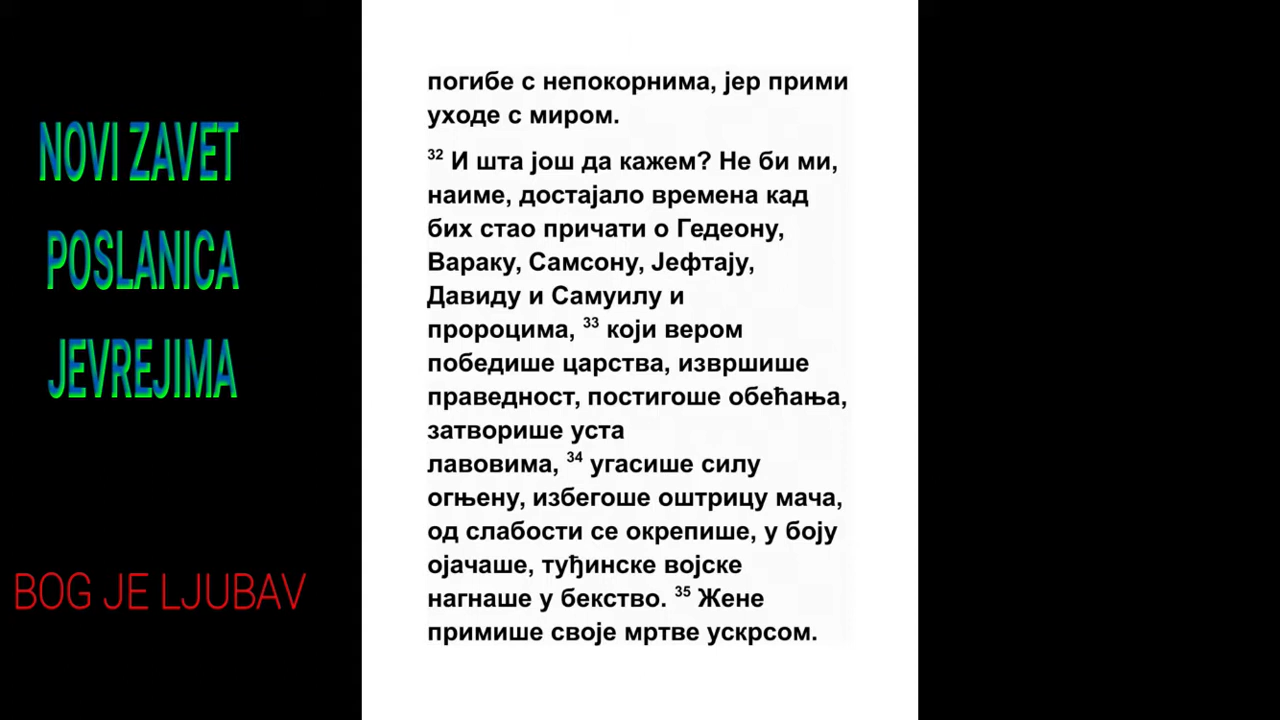 NOVI ZAVET
POSLANICA
JEVREJIMA
BOG JE LJUBAV
погибе с непокорнима, јер прими
уходе с миром.
32 И шта још да кажем? Не би ми,
наиме, достајало времена кад
бих стао причати о Гедеону,
Вараку, Самсону, Јефтају,
Давиду и Самуилу и
пророцима, 33 који вером
победише царства, извршише
праведност, постигоше обећања,
затворише уста
лавовима, 34 угасише силу
огњену, избегоше оштрицу мача,
од слабости се окрепише, у боју
ојачаше, туђинске војске
нагнаше у бекство. 35 Жене
примише своје мртве ускрсом.